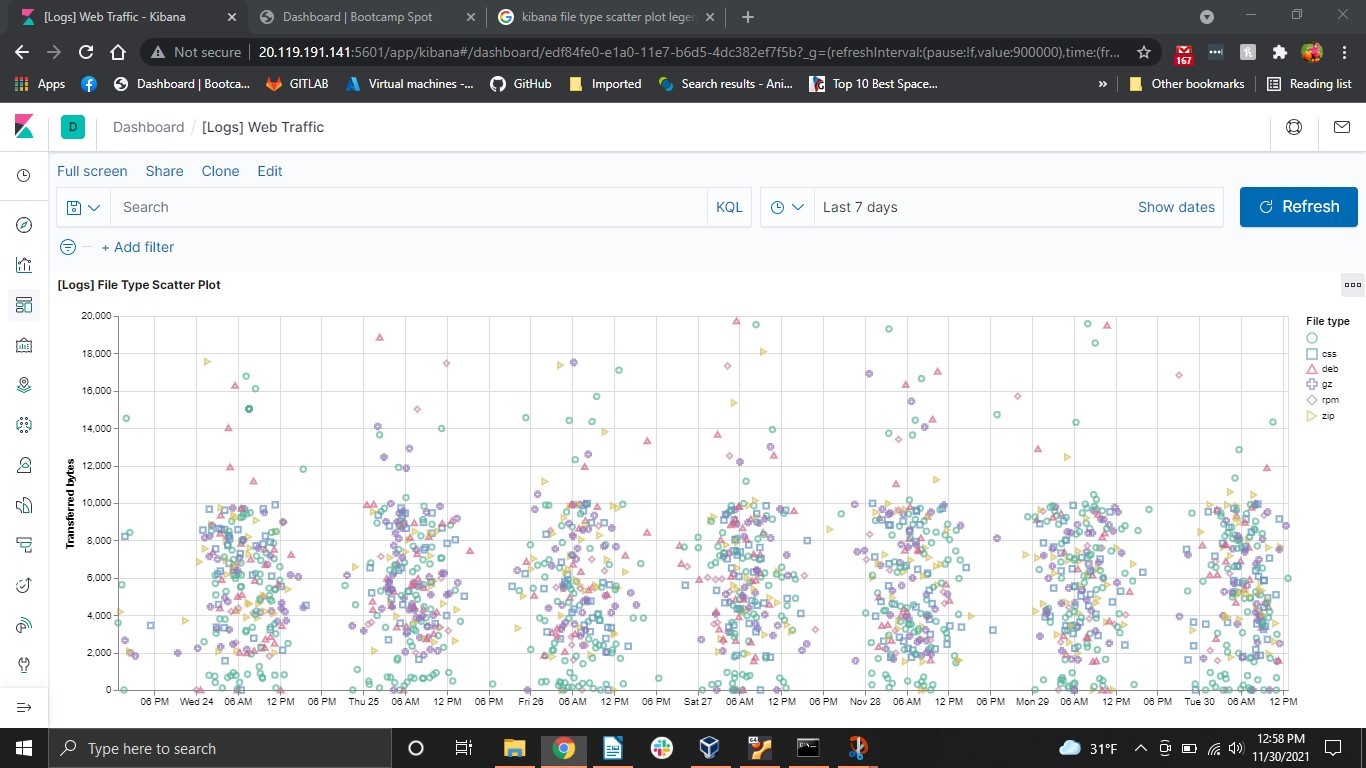 [Logs] Web Traffic - Kibana
Dashboard | Bootcamp Spot
kibana file type scatter plot leger
Not secure 20.119.191.141:5601/app/kibana#/dashboard/edf84fe0-e1a0-11e7-b6d5-4dc382ef7f5b?_g=(refreshInterval:(pause:!f,value:900000),time:(fr...
167
Apps Dashboard | Bootca... GITLAB Virtual machines -... GitHub Imported Search results - Ani... Top 10 Best Space... » Other bookmarks Reading list
D Dashboard / [Logs] Web Traffic
Full screen Share Clone Edit
Search KQL Last 7 days Show dates Refresh
+ Add filter
[Logs] File Type Scatter Plot
File type
css
deb
gz
rpm
zip
Transferred bytes
20,000
18,000
16,000
14,000
12,000
10,000
8,000
6,000
4,000
2,000
0
06 PM Wed 24 06 AM 12 PM 06 PM Thu 25 06 AM 12 PM 06 PM Fri 26 06 AM 12 PM 06 PM Sat 27 06 AM 12 PM 06 PM Nov 28 06 AM 12 PM 06 PM Mon 29 06 AM 12 PM 06 PM Tue 30 06 AM 12 PM
Type here to search
31°F
12:58 PM
11/30/2021